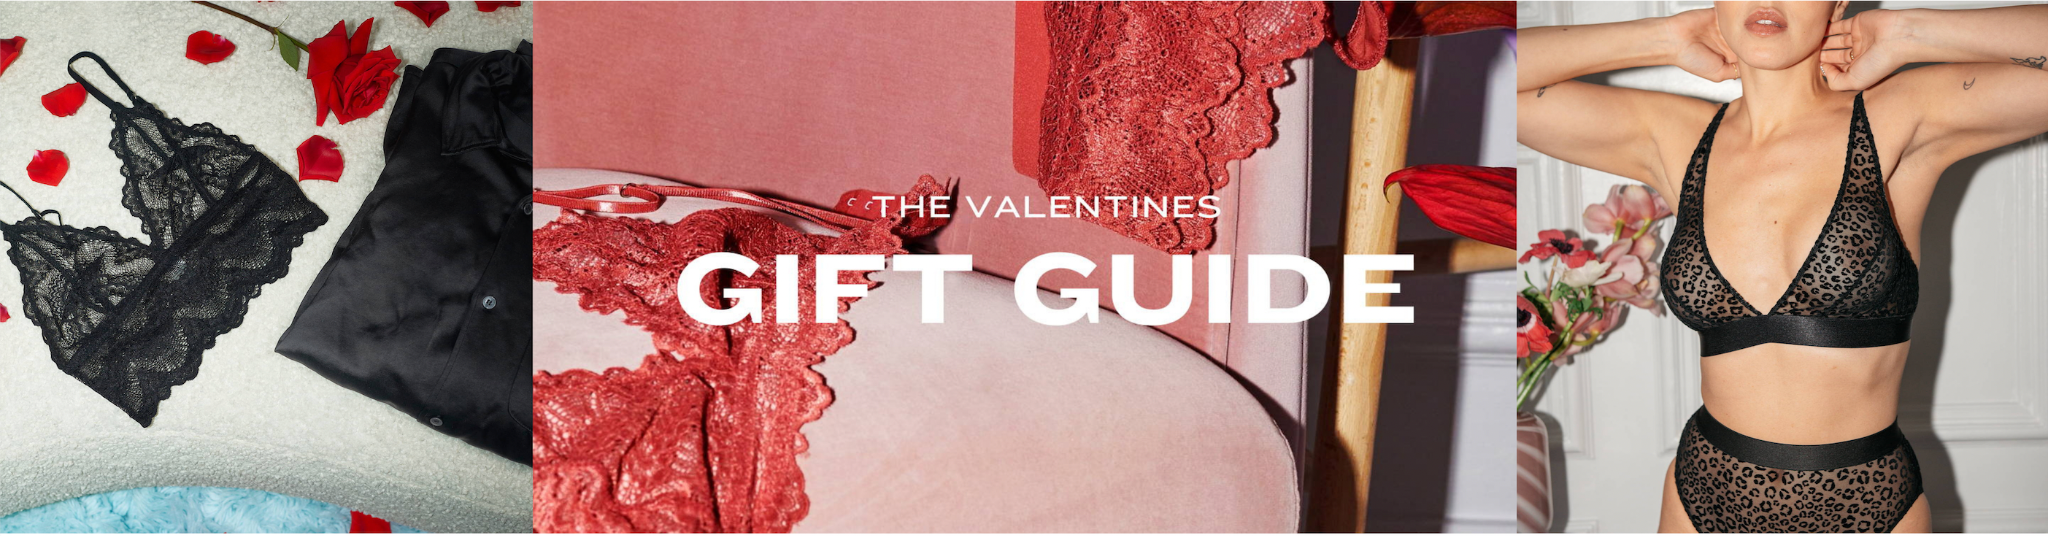 THE VALENTINES
GIFT GUIDE